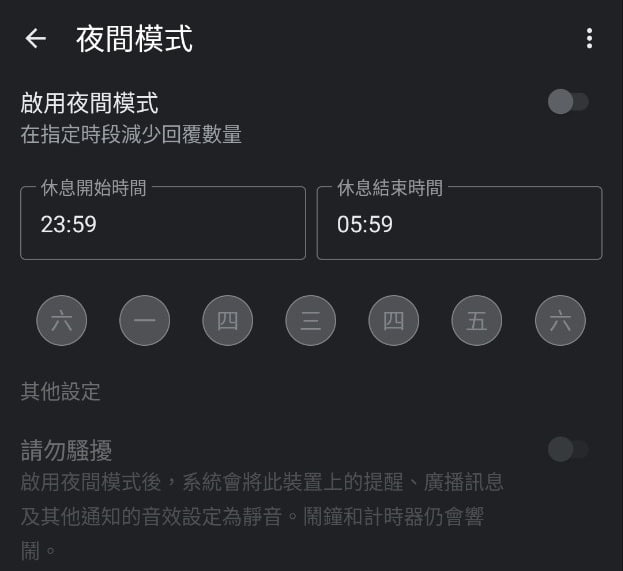 夜間模式
啟用夜間模式
在指定時段減少回覆數量
休息開始時間 休息結束時間
23:59 05:59
六 一 四 三 四 五 六
其他設定
請勿騷擾
啟用夜間模式後，系統會將此裝置上的提醒、廣播訊息
及其他通知的音效設定為靜音。鬧鐘和計時器仍會響
鬧。